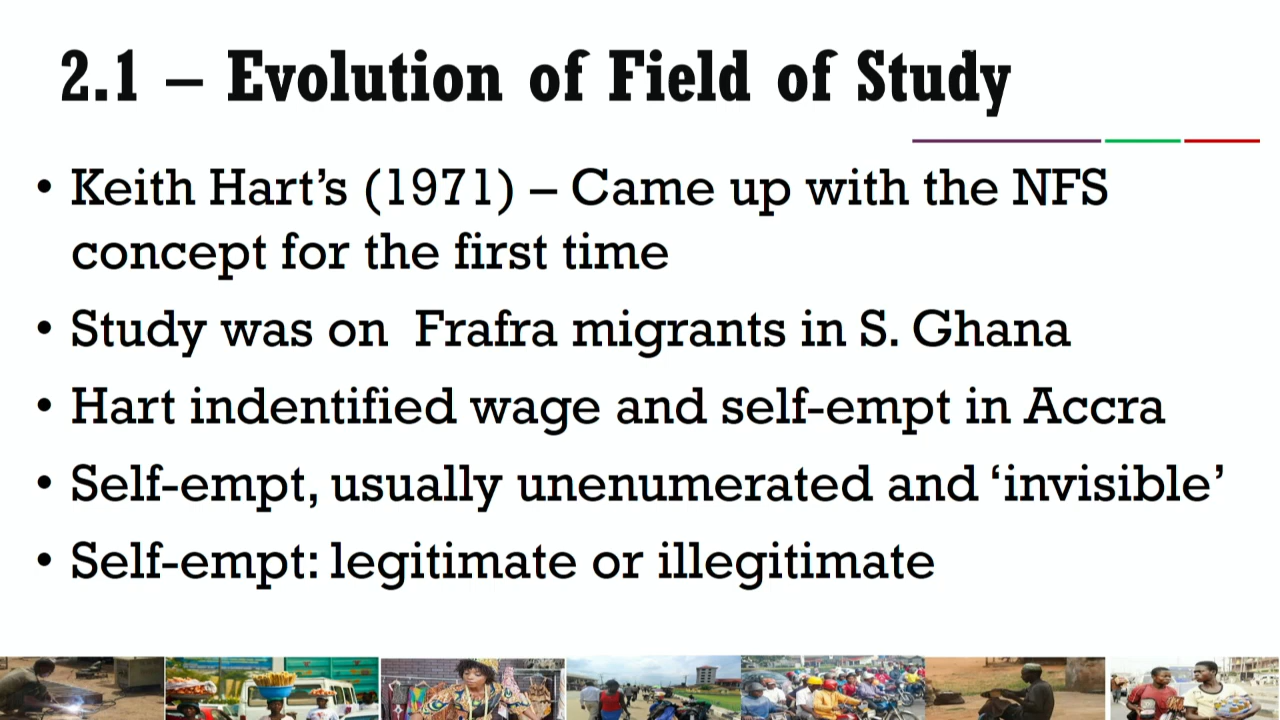 2.1 – Evolution of Field of Study
• Keith Hart’s (1971) – Came up with the NFS
concept for the first time
• Study was on  Frafra migrants in S. Ghana
• Hart indentified wage and self-empt in Accra
• Self-empt, usually unenumerated and ‘invisible’
• Self-empt: legitimate or illegitimate